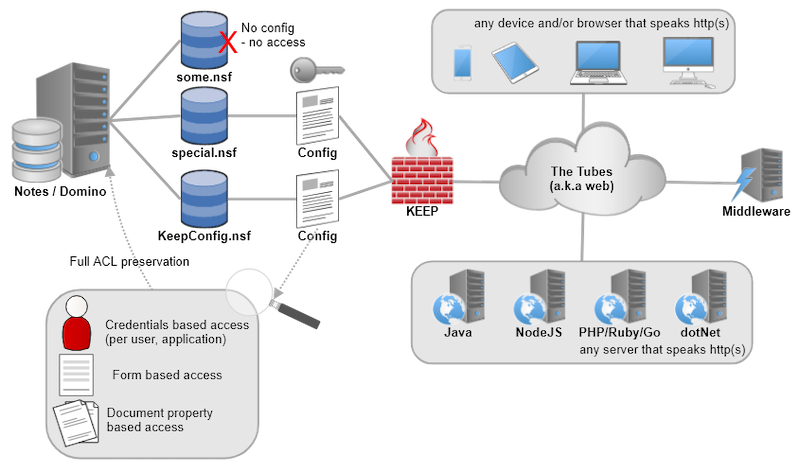 No config
- no access
some.nsf
any device and/or browser that speaks http(s)
special.nsf
Config
Notes / Domino
KEEP
The Tubes
(a.k.a web)
Middleware
KeepConfig.nsf
Config
Full ACL preservation
Credentials based access
(per user, application)
Form based access
Document property
based access
Java
NodeJS
PHP/Ruby/Go
dotNet
any server that speaks http(s)